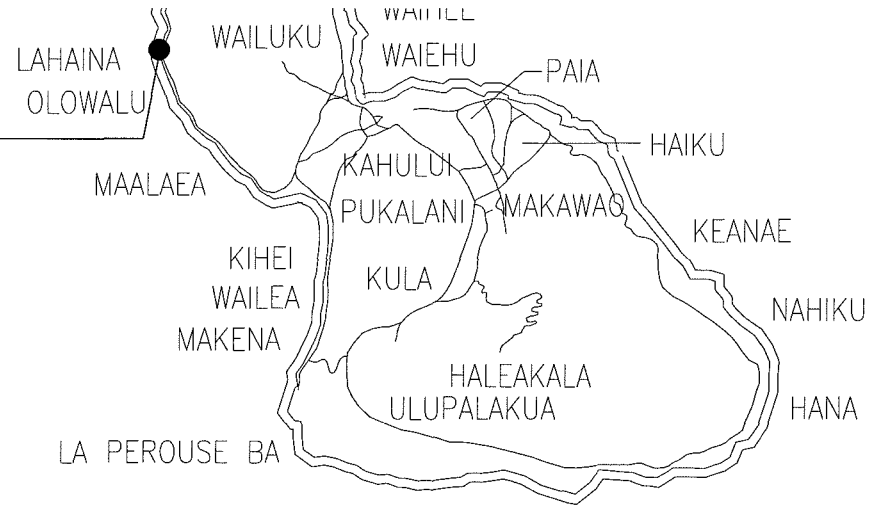 WAILUKU
WAIEHU
LAHAINA
PAIA
OLOWALU
HAIKU
KAHULUI
MAALAEA
PUKALANI
MAKAWAO
KEANAE
KIHEI
KULA
WAILEA
NAHIKU
MAKENA
HALEAKALA
ULUPALAKUA
HANA
LA PEROUSE BA